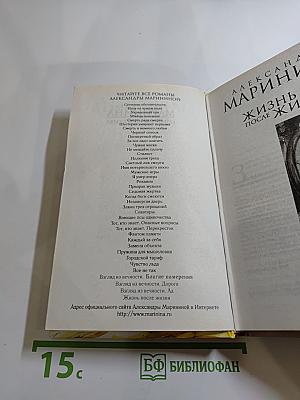 ЧИТАЙТЕ ВСЕ РОМАНЫ
АЛЕКСАНДРЫ МАРИНИНОЙ:
Стечение обстоятельств
Игра на чужом поле
Украденный сон
Убийца поневоле
Смерть ради смерти
Шестерки умирают первыми
Смерть и немного любви
Черный список
Посмертный образ
За все надо платить
Чужая маска
Не мешайте палачу
Стилист
Иллюзия греха
Светлый лик смерти
Имя потерпевшего никто
Мужские игры
Я умер вчера
Реквием
Призрак музыки
Седьмая жертва
Когда боги смеются
Незапертая дверь
Закон трех отрицаний
Соавторы
Воющие псы одиночества
Тот, кто знает. Опасные вопросы
Тот, кто знает. Перекресток
Фантом памяти
Каждый за себя
Замена объекта
Пружина для мышеловки
Городской тариф
Чувство льда
Все не так
Взгляд из вечности. Благие намерения
Взгляд из вечности. Дорога
Взгляд из вечности. Ад
Жизнь после жизни
Адрес официального сайта Александры Марининой в Интернете
http://www.marinina.ru
АЛЕКСАНД
МАРИНИ
ЖИЗНЬ
ПОСЛЕ
ЖИ
15с
БФ БИБЛИОФАН